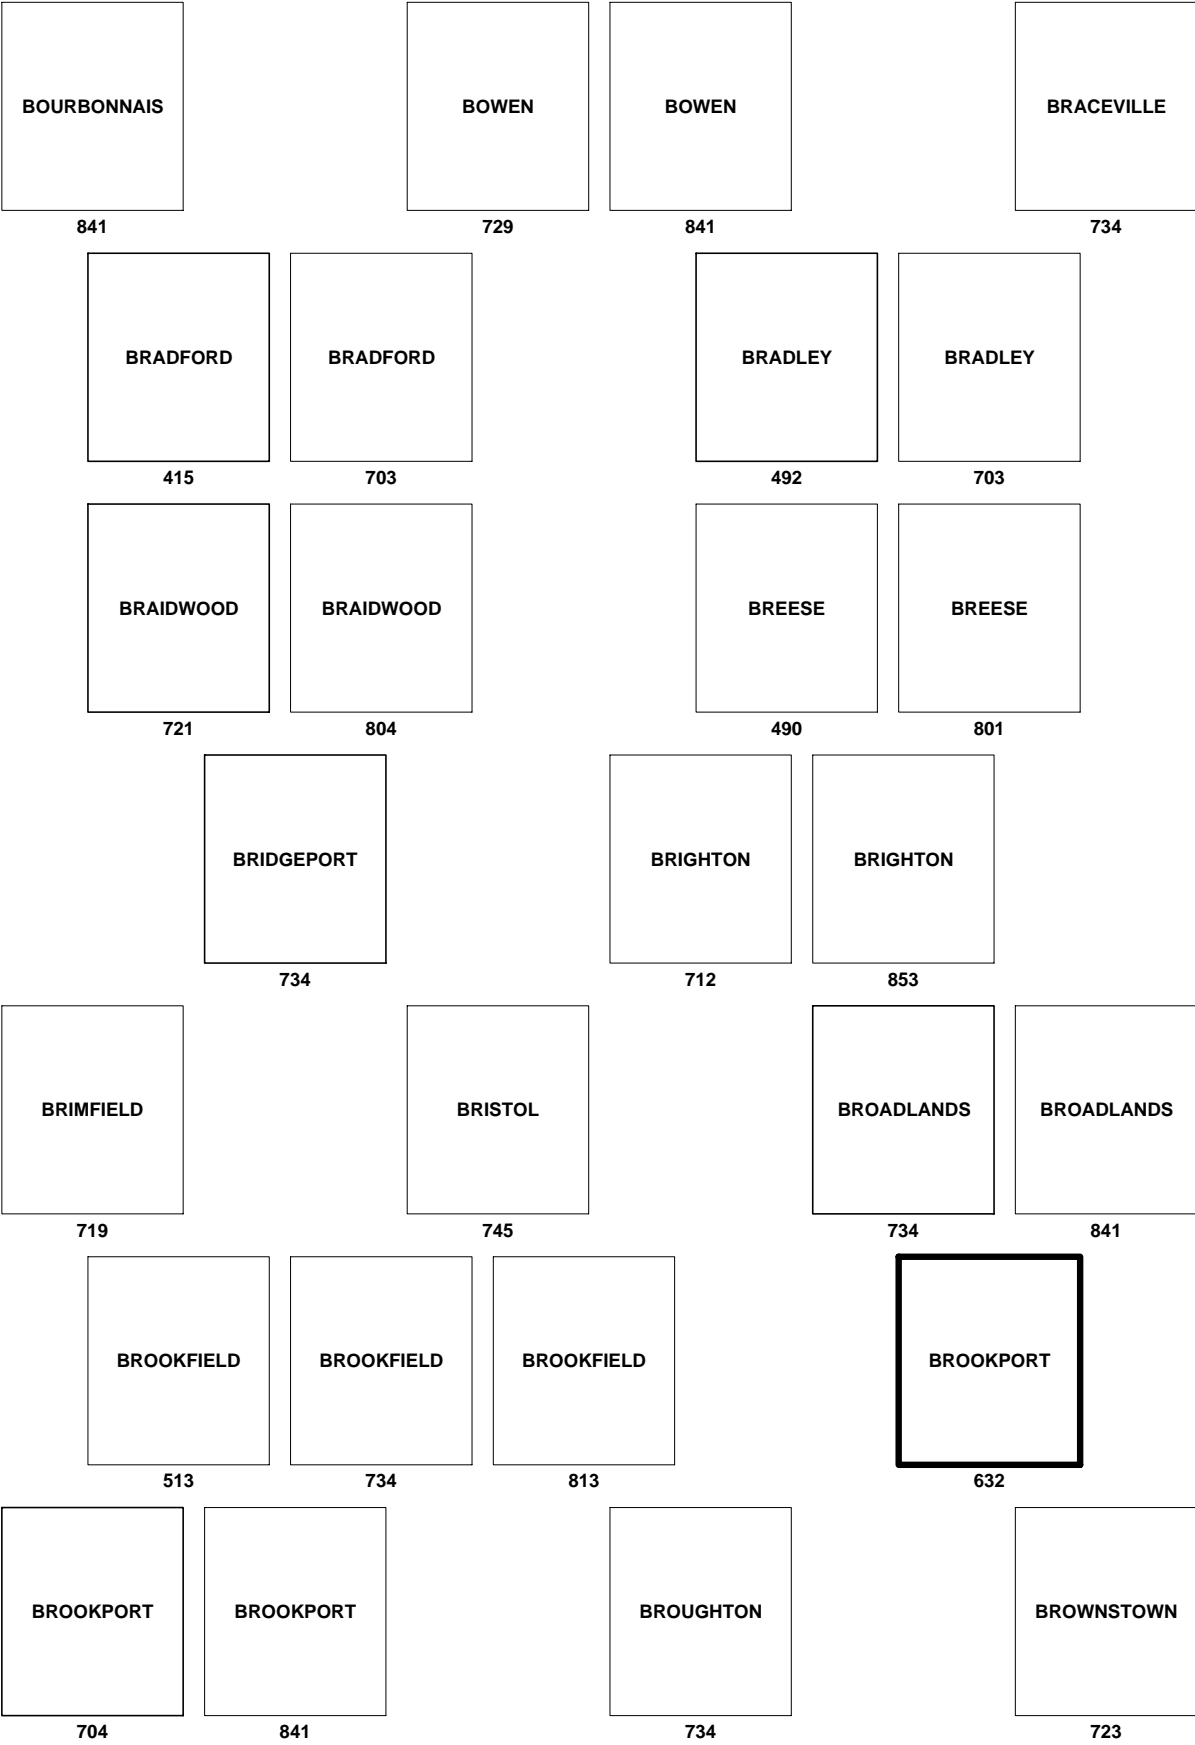 BOURBONNAIS BOWEN BOWEN BRACEVILLE
841 729 841 734
BRADFORD BRADFORD BRADLEY BRADLEY
415 703 492 703
BRAIDWOOD BRAIDWOOD BREESE BREESE
721 804 490 801
BRIDGEPORT BRIGHTON BRIGHTON
734 712 853
BRIMFIELD BRISTOL BROADLANDS BROADLANDS
719 745 734 841
BROOKFIELD BROOKFIELD BROOKFIELD BROOKPORT
513 734 813 632
BROOKPORT BROOKPORT BROUGHTON BROWNSTOWN
704 841 734 723